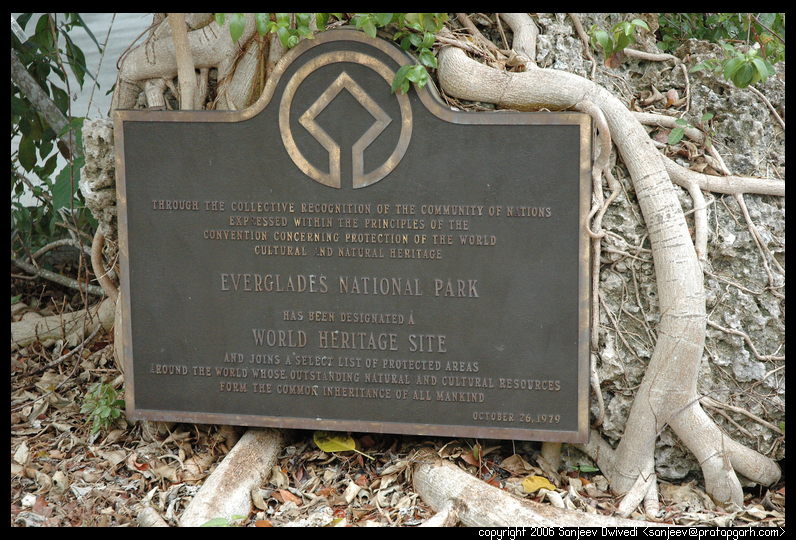 THROUGH THE COLLECTIVE RECOGNITION OF THE COMMUNITY OF NATIONS
EXPRESSED WITHIN THE PRINCIPLES OF THE
CONVENTION CONCERNING PROTECTION OF THE WORLD
CULTURAL AND NATURAL HERITAGE
EVERGLADES NATIONAL PARK
HAS BEEN DESIGNATED A
WORLD HERITAGE SITE
AND JOINS A SELECT LIST OF PROTECTED AREAS
AROUND THE WORLD WHOSE OUTSTANDING NATURAL AND CULTURAL RESOURCES
FORM THE COMMON INHERITANCE OF ALL MANKIND
OCTOBER 26, 1979
copyright 2006 Sanjeev Dwivedi <sanjeev@pratapgarh.com>